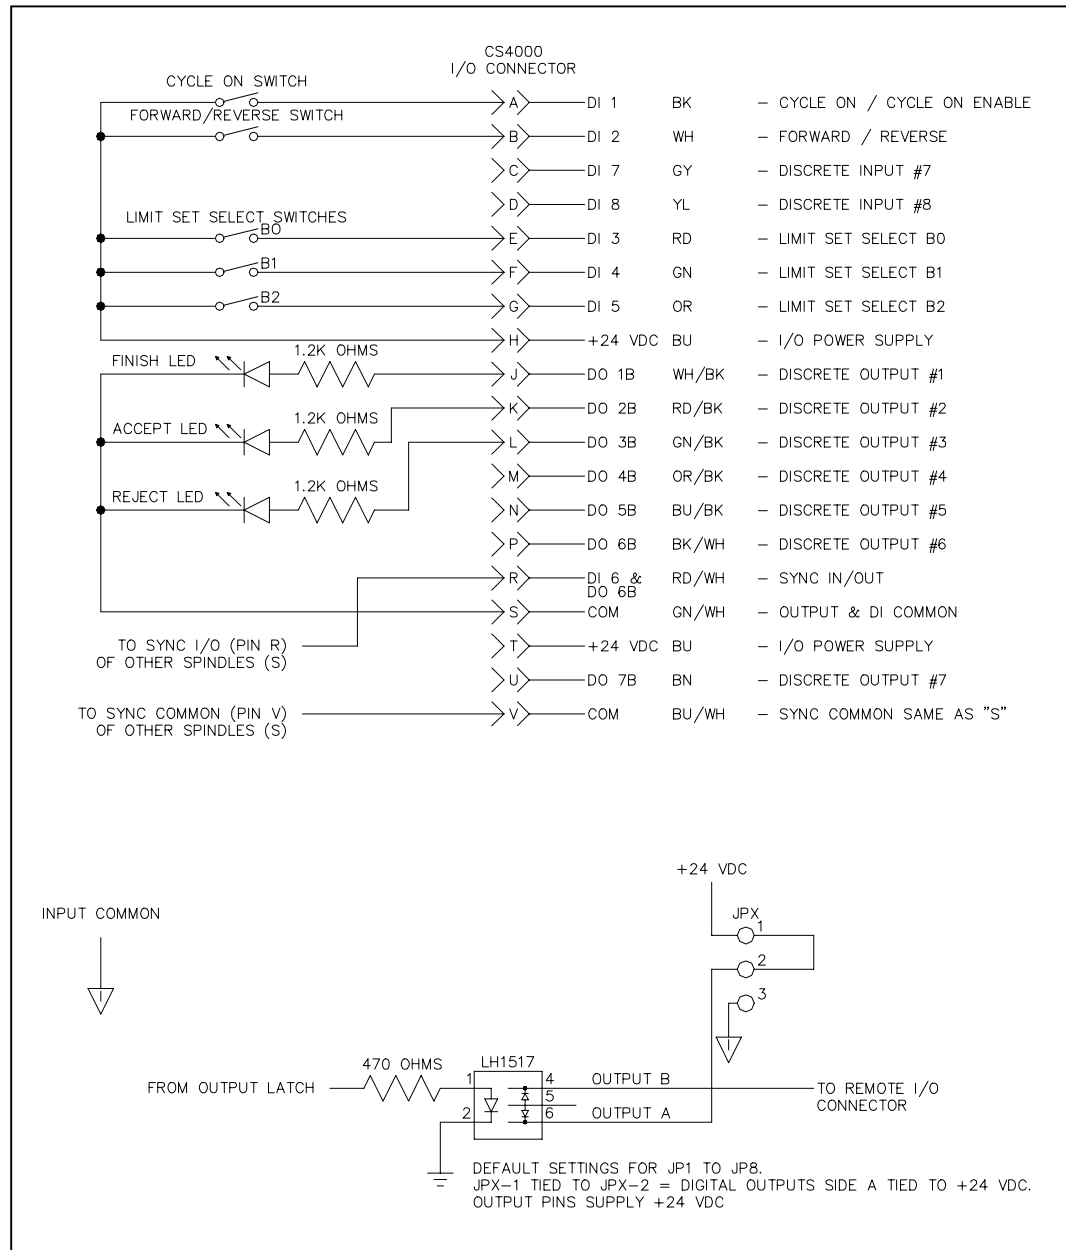 CS4000
I/O CONNECTOR
CYCLE ON SWITCH
A DI 1 BK – CYCLE ON / CYCLE ON ENABLE
FORWARD/REVERSE SWITCH
B DI 2 WH – FORWARD / REVERSE
C DI 7 GY – DISCRETE INPUT #7
D DI 8 YL – DISCRETE INPUT #8
LIMIT SET SELECT SWITCHES
B0 E DI 3 RD – LIMIT SET SELECT B0
B1 F DI 4 GN – LIMIT SET SELECT B1
B2 G DI 5 OR – LIMIT SET SELECT B2
H +24 VDC BU – I/O POWER SUPPLY
FINISH LED 1.2K OHMS J DO 1B WH/BK – DISCRETE OUTPUT #1
K DO 2B RD/BK – DISCRETE OUTPUT #2
ACCEPT LED 1.2K OHMS L DO 3B GN/BK – DISCRETE OUTPUT #3
M DO 4B OR/BK – DISCRETE OUTPUT #4
REJECT LED 1.2K OHMS N DO 5B BU/BK – DISCRETE OUTPUT #5
P DO 6B BK/WH – DISCRETE OUTPUT #6
R DI 6 & RD/WH – SYNC IN/OUT
DO 6B
S COM GN/WH – OUTPUT & DI COMMON
TO SYNC I/O (PIN R)
OF OTHER SPINDLES (S)
T +24 VDC BU – I/O POWER SUPPLY
U DO 7B BN – DISCRETE OUTPUT #7
TO SYNC COMMON (PIN V)
OF OTHER SPINDLES (S)
V COM BU/WH – SYNC COMMON SAME AS "S"
+24 VDC
INPUT COMMON
I
JPX
1
2
3
I
470 OHMS
LH1517
FROM OUTPUT LATCH
1 4 OUTPUT B
5
2 6 OUTPUT A
TO REMOTE I/O
CONNECTOR
DEFAULT SETTINGS FOR JP1 TO JP8.
JPX–1 TIED TO JPX–2 = DIGITAL OUTPUTS SIDE A TIED TO +24 VDC.
OUTPUT PINS SUPPLY +24 VDC